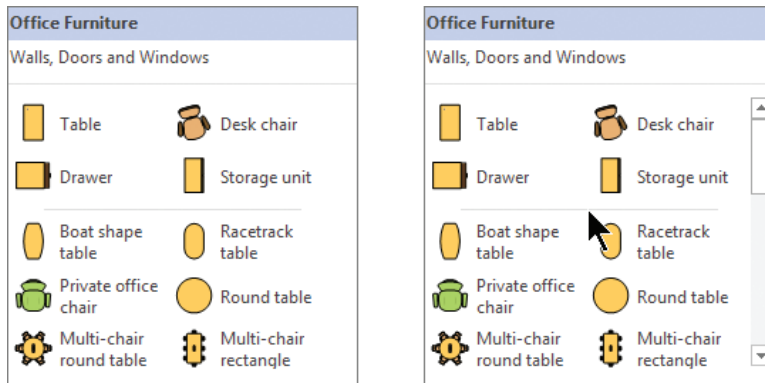 Office Furniture
Walls, Doors and Windows
Table
Desk chair
Drawer
Storage unit
Boat shape
table
Racetrack
table
Private office
chair
Round table
Multi-chair
round table
Multi-chair
rectangle
Office Furniture
Walls, Doors and Windows
Table
Desk chair
Drawer
Storage unit
Boat shape
table
Racetrack
table
Private office
chair
Round table
Multi-chair
round table
Multi-chair
rectangle